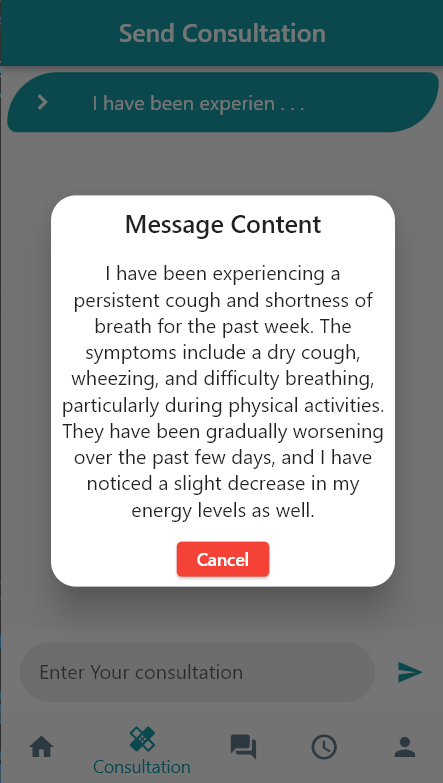 Send Consultation
I have been experien . . .
Message Content
I have been experiencing a
persistent cough and shortness of
breath for the past week. The
symptoms include a dry cough,
wheezing, and difficulty breathing,
particularly during physical activities.
They have been gradually worsening
over the past few days, and I have
noticed a slight decrease in my
energy levels as well.
Cancel
Enter Your consultation
Consultation